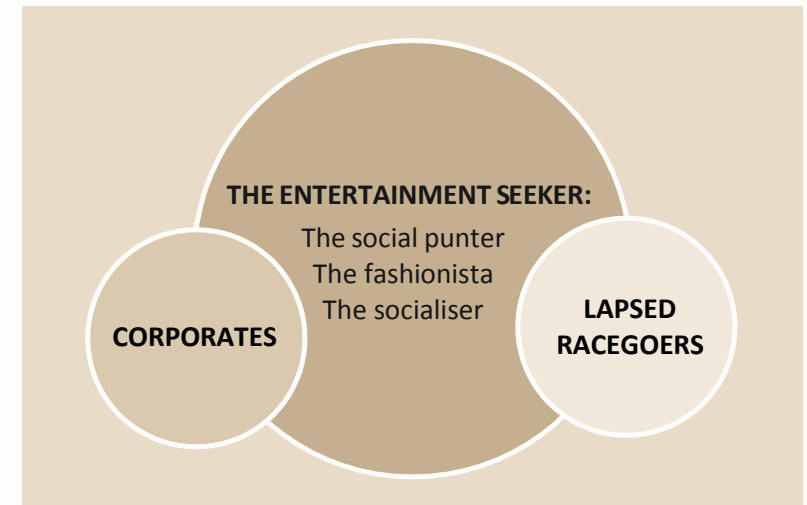 THE ENTERTAINMENT SEEKER:
The social punter
The fashionista
The socialiser
CORPORATES
LAPSED
RACEGOERS